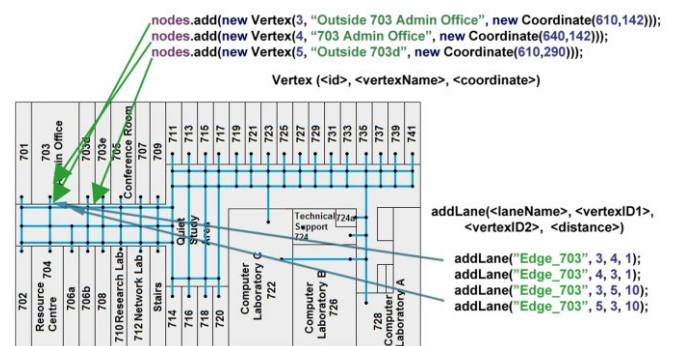 nodes.add(new Vertex(3, “Outside 703 Admin Office”, new Coordinate(610,142)));
nodes.add(new Vertex(4, “703 Admin Office”, new Coordinate(640,142)));
nodes.add(new Vertex(5, “Outside 703d”, new Coordinate(610,290)));
Vertex (<id>, <vertexName>, <coordinate>)
701
703
Admin Office
703d
703e
705
Conference Room
707
709
711
713
715
717
719
721
723
725
727
729
731
733
735
737
739
741
Quiet
Study
Area
Technical
Support
724
724a
addLane(<laneName>, <vertexID1>,
<vertexID2>, <distance>)
addLane(”Edge_703”, 3, 4, 1);
addLane(”Edge_703”, 4, 3, 1);
addLane(”Edge_703”, 3, 5, 10);
addLane(”Edge_703”, 5, 3, 10);
702
Resource
Centre
704
706a
706b
708
710 Research Lab
712 Network Lab
Stairs
714
716
718
720
Computer
Laboratory C
722
Computer
Laboratory B
726
728
Computer
Laboratory A